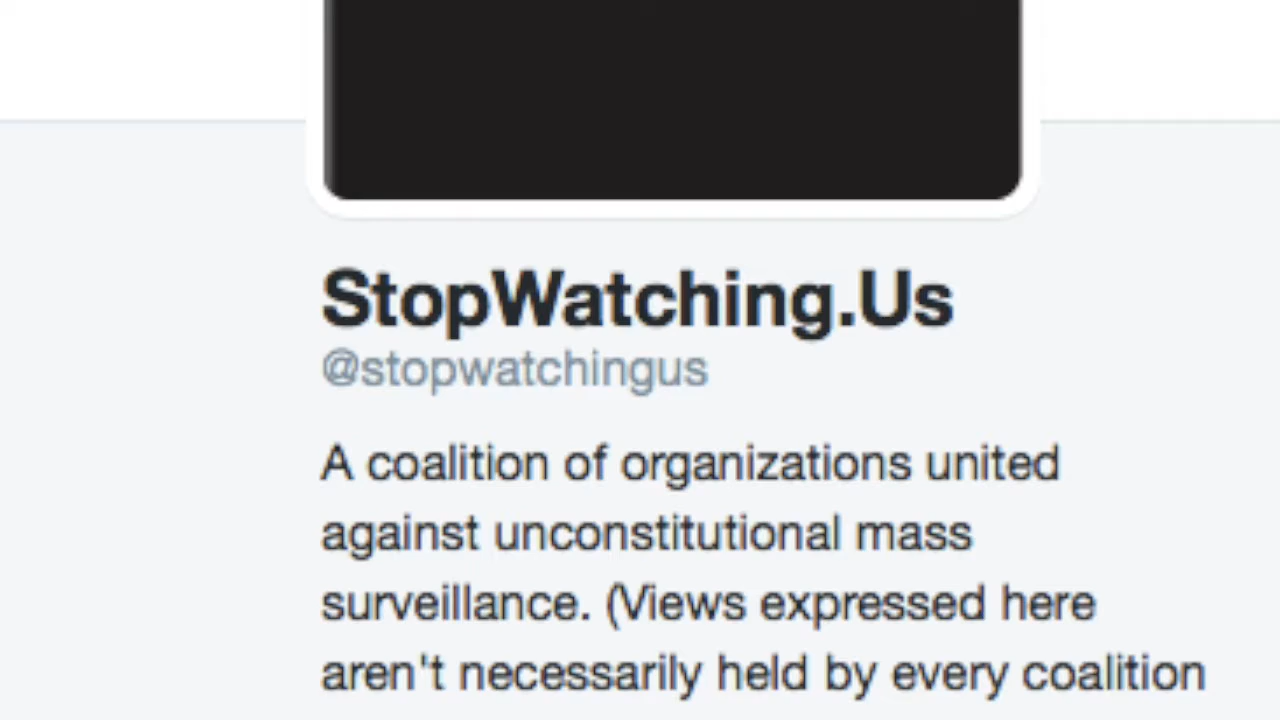 StopWatching.Us
@stopwatchingus
A coalition of organizations united
against unconstitutional mass
surveillance. (Views expressed here
aren't necessarily held by every coalition